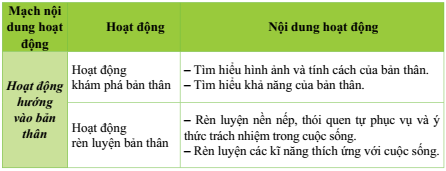 Mạch nội
dung hoạt
động
Hoạt động
Nội dung hoạt động
Hoạt động
hướng
vào bản
thân
Hoạt động
khám phá bản thân
– Tìm hiểu hình ảnh và tính cách của bản thân.
– Tìm hiểu khả năng của bản thân.
Hoạt động
rèn luyện bản thân
– Rèn luyện nền nếp, thói quen tự phục vụ và ý
thức trách nhiệm trong cuộc sống.
– Rèn luyện các kĩ năng thích ứng với cuộc sống.